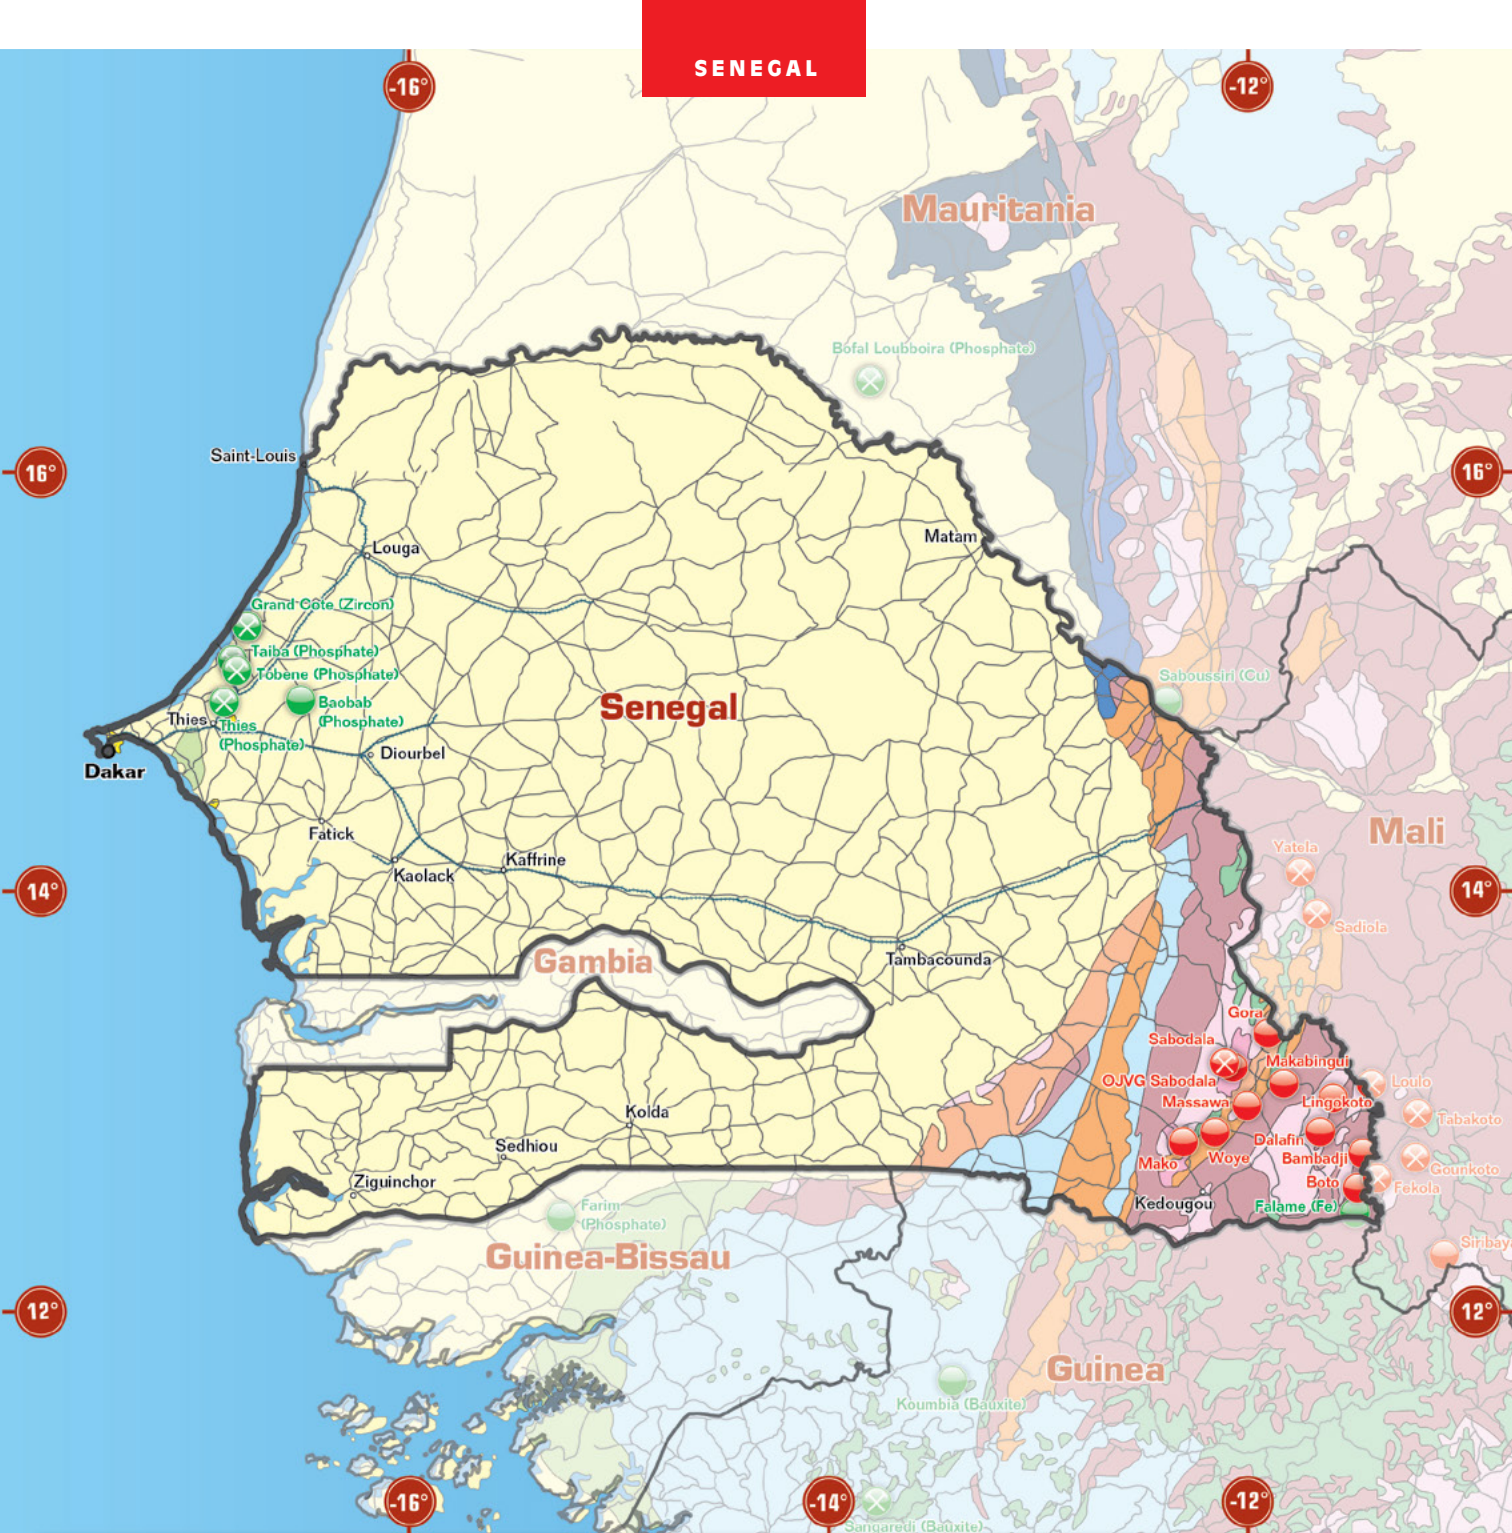 SENEGAL
-16°
-12°
Mauritania
Bofal Loubboira (Phosphate)
Saint-Louis
16°
16°
Matam
Louga
Grand Cote (Zircon)
Taiba (Phosphate)
Tobene (Phosphate)
Saboussiri (Cu)
Baobab
(Phosphate)
Senegal
Thies
Thies
(Phosphate)
Diourbel
Dakar
Fatick
Mali
Kaffrine
Yatela
Kaolack
14°
14°
Sadiola
Gambia
Tambacounda
Gora
Sabodala
Makabingui
OJVG Sabodala
Loulo
Massawa
Lingokoto
Kolda
Tabakoto
Sedhiou
Dalafin
Mako
Woye
Bambadji
Gounkoto
Ziguinchor
Boto
Fekola
Kedougou
Falame (Fe)
Farim
(Phosphate)
Guinea-Bissau
Siribay
12°
12°
Guinea
Koumbia (Bauxite)
-16°
-14°
-12°
Sangaredi (Bauxite)